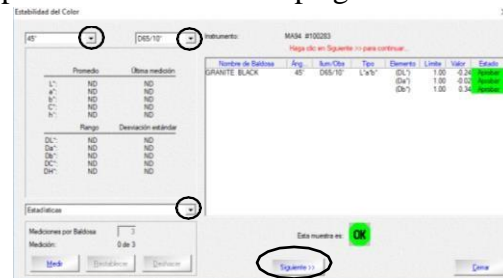 Estabilidad del Color
45°
D65/10°
Instrumento: MA94 #100283
Haga clic en Siguiente >> para continuar...
Nombre de Baldosa Áng... Ilum/Obs Tipo Elemento Límite Valor Estado
GRANITE BLACK 45° D65/10° L*a*b* (DL*) 1.00 -0.24 Aprobar
(Da*) 1.00 -0.02 Aprobar
(Db*) 1.00 0.34 Aprobar
Promedio Última medición
L*: ND ND
a*: ND ND
b*: ND ND
C*: ND ND
h°: ND ND
Rango Desviación estándar
DL*: ND ND
Da*: ND ND
Db*: ND ND
DC*: ND ND
DH*: ND ND
Estadísticas
Mediciones por Baldosa 3
Medición: 0 de 3
Esta muestra es: OK
Medir Restablece Deshacer Siguiente >> Cerrar